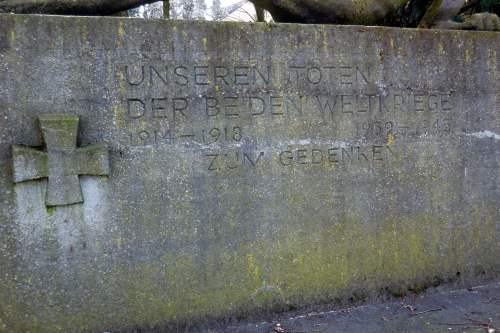 UNSEREN TOTEN
DER BEIDEN WELTKRIEGE
1914–1918 1939–1945
ZUM GEDENKEN